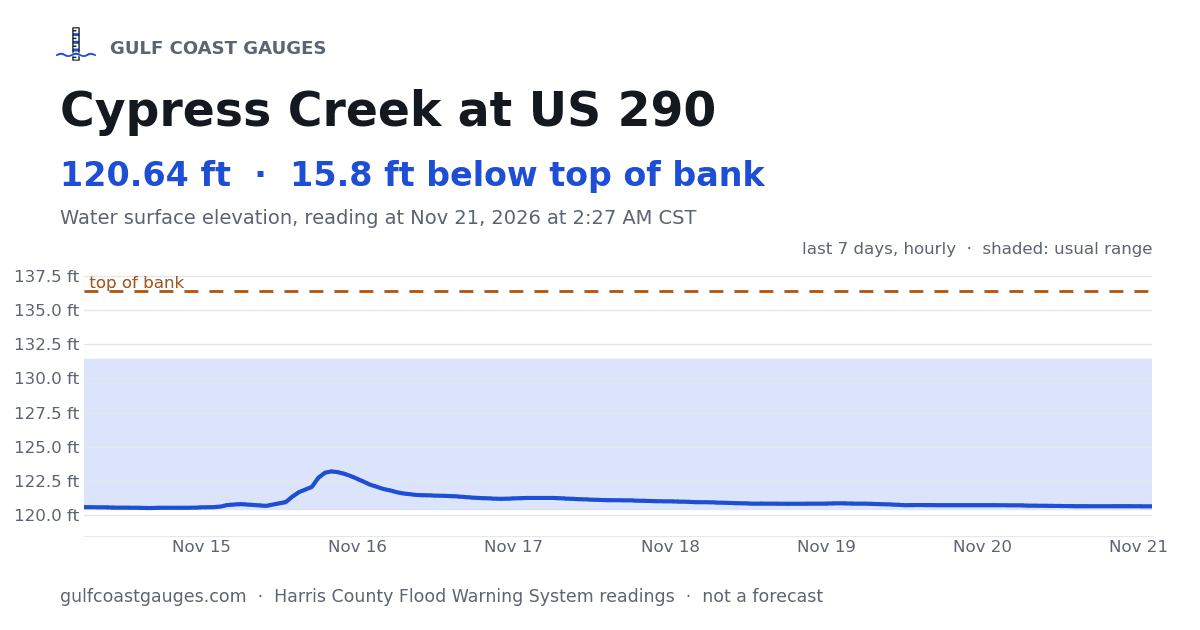 GULF COAST GAUGES
Cypress Creek at US 290
120.64 ft · 15.8 ft below top of bank
Water surface elevation, reading at Nov 21, 2026 at 2:27 AM CST
last 7 days, hourly · shaded: usual range
137.5 ft
top of bank
135.0 ft
132.5 ft
130.0 ft
127.5 ft
125.0 ft
122.5 ft
120.0 ft
Nov 15 Nov 16 Nov 17 Nov 18 Nov 19 Nov 20 Nov 21
gulfcoastgauges.com · Harris County Flood Warning System readings · not a forecast